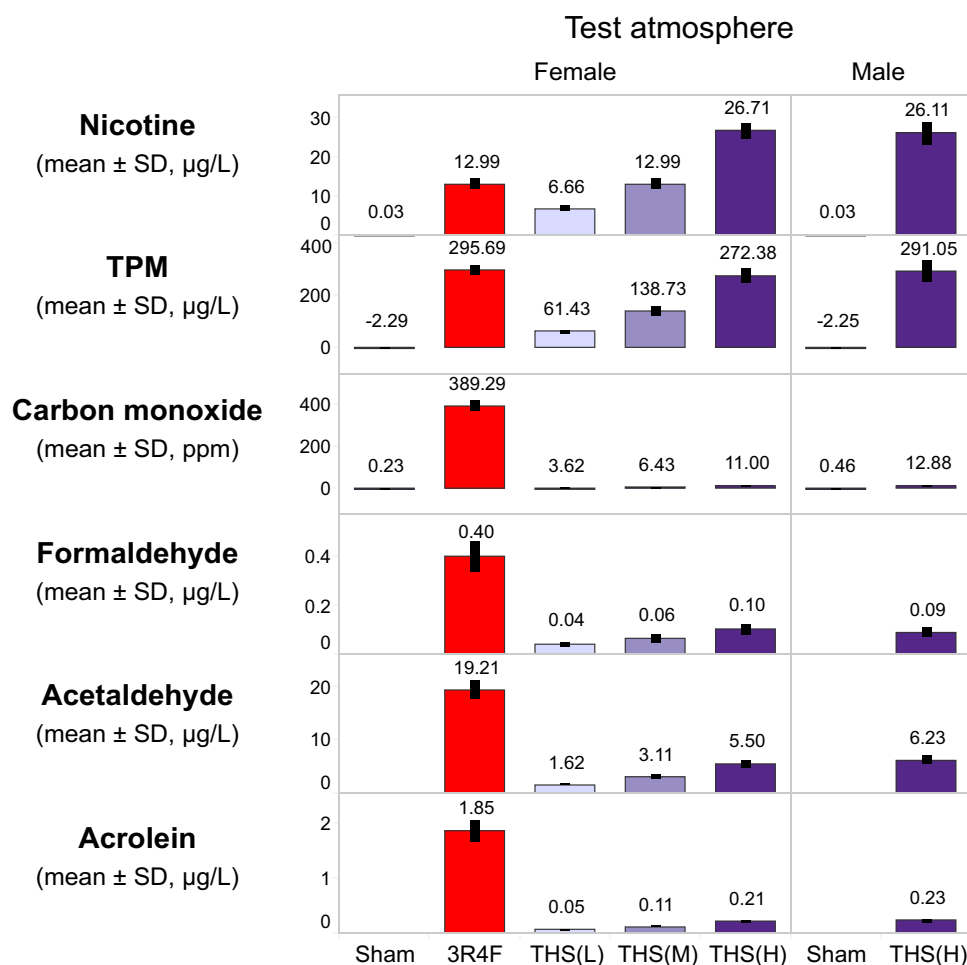 Test atmosphere
Female Male
Nicotine
(mean ± SD, µg/L)
30
20
10
0
0.03 12.99 6.66 12.99 26.71 0.03 26.11
TPM
(mean ± SD, µg/L)
400
200
0
-2.29 295.69 61.43 138.73 272.38 -2.25 291.05
Carbon monoxide
(mean ± SD, ppm)
400
200
0
0.23 389.29 3.62 6.43 11.00 0.46 12.88
Formaldehyde
(mean ± SD, µg/L)
0.4
0.2
0
0.40 0.04 0.06 0.10 0.09
Acetaldehyde
(mean ± SD, µg/L)
20
10
0
19.21 1.62 3.11 5.50 6.23
Acrolein
(mean ± SD, µg/L)
2
1
0
1.85 0.05 0.11 0.21 0.23
Sham 3R4F THS(L) THS(M) THS(H) Sham THS(H)